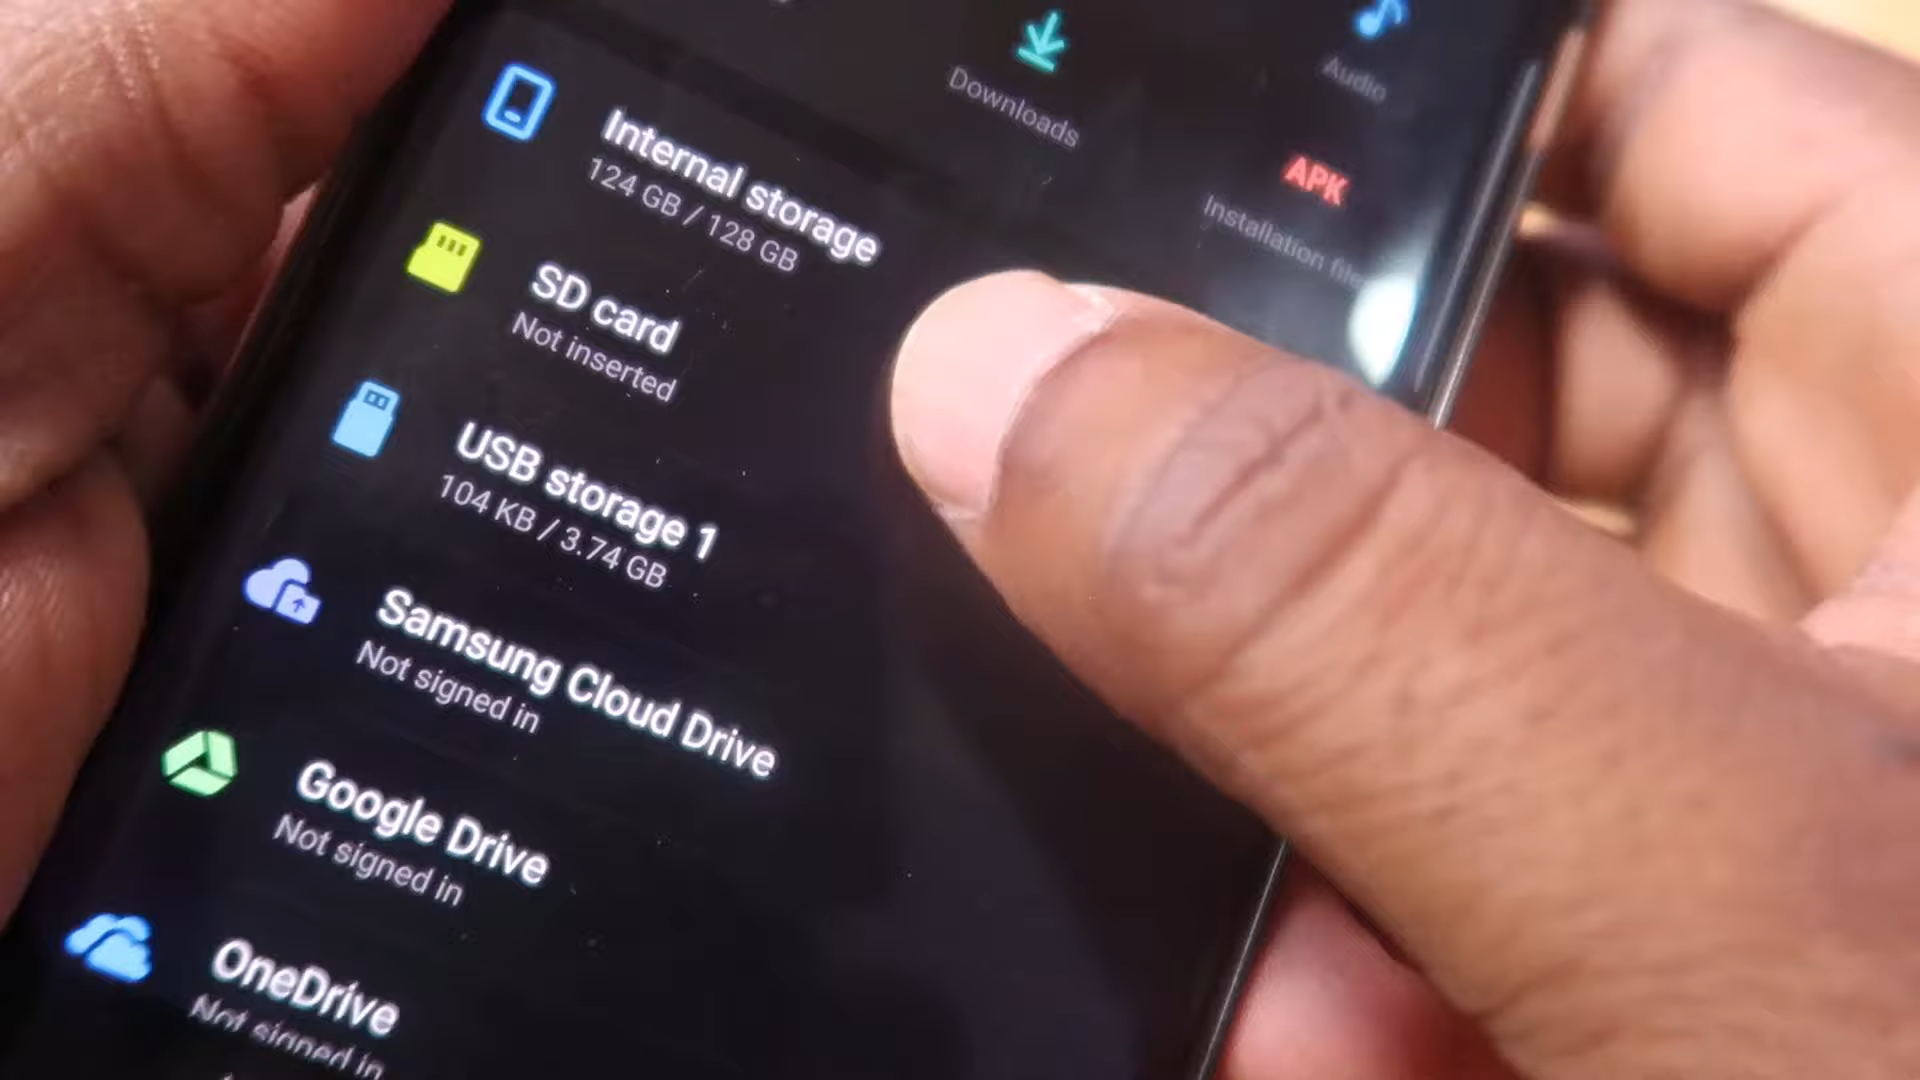 Audio
Downloads
APK
Installation file
Internal storage
124 GB / 128 GB
SD card
Not inserted
USB storage 1
104 KB / 3.74 GB
Samsung Cloud Drive
Not signed in
Google Drive
Not signed in
OneDrive
Not signed in